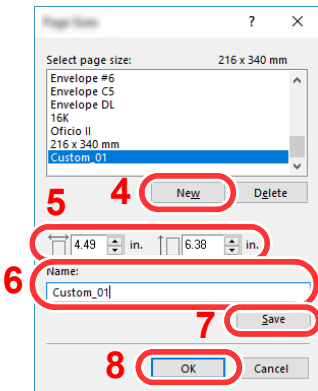 Page Sizes ? ×
Select page size: 216 x 340 mm
Envelope #6
Envelope C5
Envelope DL
16K
Oficio II
216 x 340 mm
Custom_01
4 New Delete
5
4.49 in. 6.38 in.
6 Name:
Custom_01
7 Save
8 OK Cancel